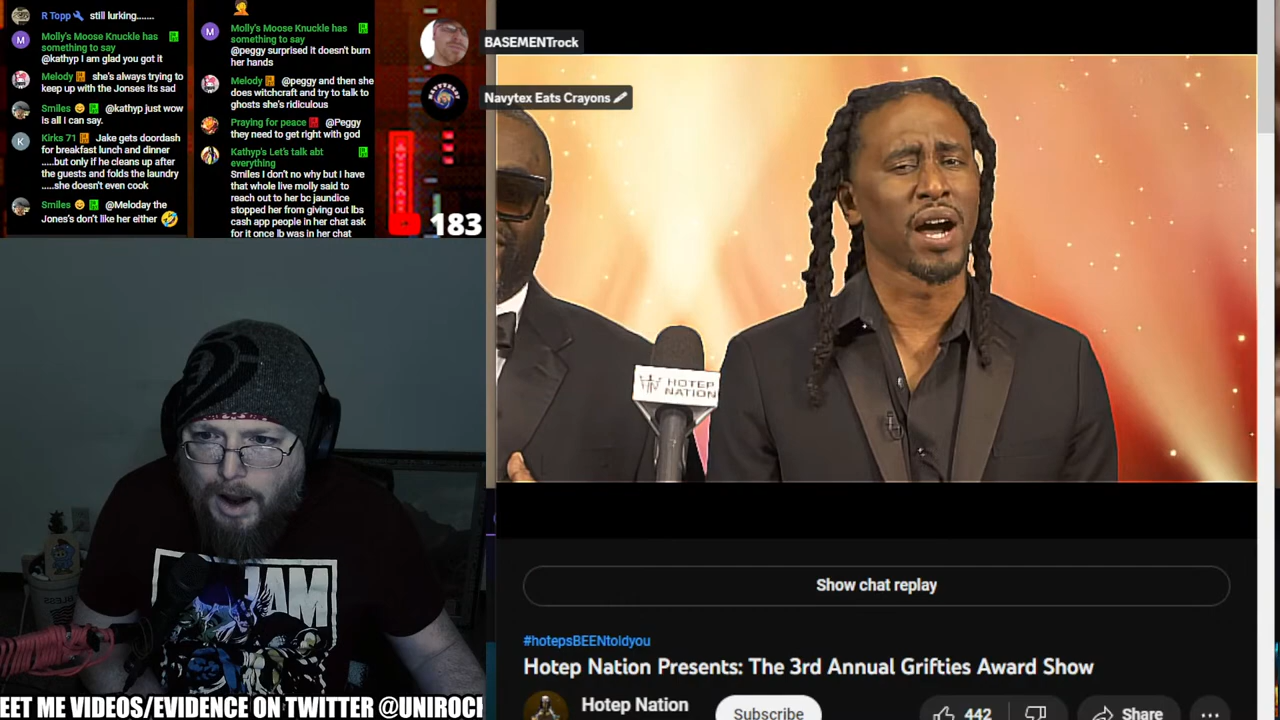 R Topp still lurking.......
Molly's Moose Knuckle has
something to say
@kathyp I am glad you got it
Melody she's always trying to
keep up with the Jonses its sad
Smiles @kathyp just wow
is all I can say.
Kirks 71 Jake gets doordash
for breakfast lunch and dinner
.....but only if he cleans up after
the guests and folds the laundry
.....she doesn't even cook
Smiles @Meloday the
Jones's don't like her either
Molly's Moose Knuckle has
something to say
@peggy surprised it doesn't burn
her hands
Melody @peggy and then she
does witchcraft and try to talk to
ghosts she's ridiculous
Praying for peace @Peggy
they need to get right with god
Kathyp's Let's talk abt
everything
Smiles I don't no why but I have
that whole live molly said to
reach out to her bc jaundice
stopped her from giving out lbs
cash app people in her chat ask
for it once lb was in her chat
183
BASEMENTrock
Navytex Eats Crayons
HOTEP
NATION
JAM
EET ME VIDEOS/EVIDENCE ON TWITTER @UNIROC
Show chat replay
#hotepsBEENtoldyou
Hotep Nation Presents: The 3rd Annual Grifties Award Show
Hotep Nation
Subscribe
442
Share